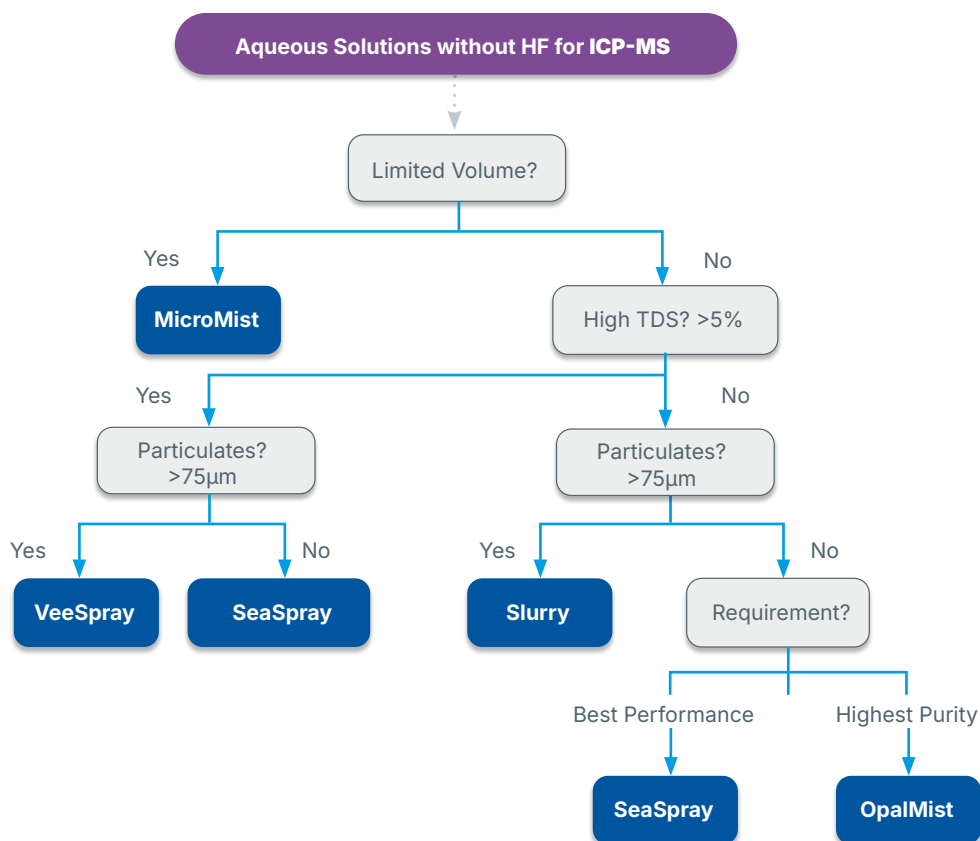 Aqueous Solutions without HF for ICP-MS
Limited Volume?
Yes
No
MicroMist
High TDS? >5%
Yes
No
Particulates?
>75µm
Particulates?
>75µm
Yes
No
Yes
No
VeeSpray
SeaSpray
Slurry
Requirement?
Best Performance
Highest Purity
SeaSpray
OpalMist